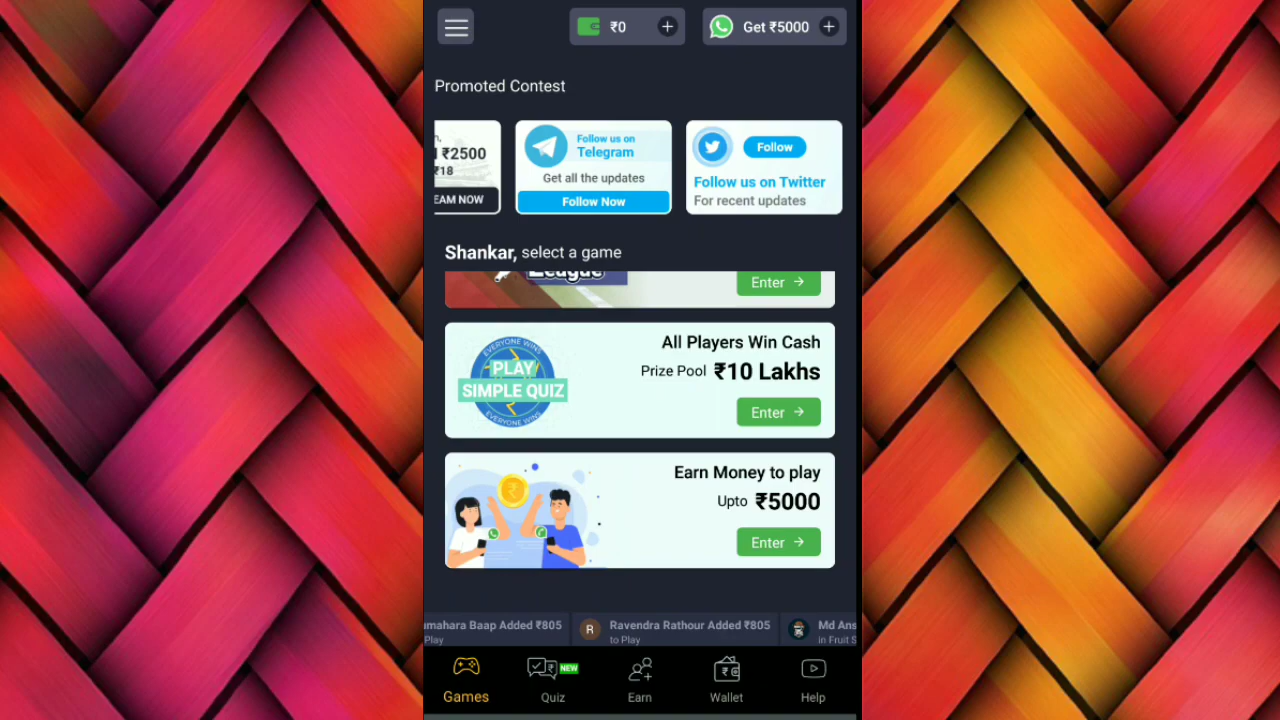 ₹0
Get ₹5000
Promoted Contest
₹2500
₹18
NOW
Follow us on
Telegram
Get all the updates
Follow Now
Follow
Follow us on Twitter
For recent updates
Shankar, select a game
League
Enter
EVERYONE WINS
PLAY
SIMPLE QUIZ
EVERYONE WINS
All Players Win Cash
Prize Pool ₹10 Lakhs
Enter
Earn Money to play
Upto ₹5000
Enter
Baap Added ₹805
Play
R
Ravendra Rathour Added ₹805
to Play
Md
in Fruit
Games
NEW
Quiz
Earn
Wallet
Help